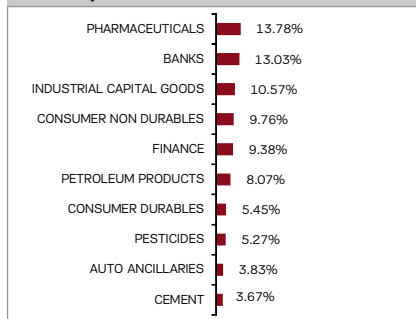 PHARMACEUTICALS 13.78%
BANKS 13.03%
INDUSTRIAL CAPITAL GOODS 10.57%
CONSUMER NON DURABLES 9.76%
FINANCE 9.38%
PETROLEUM PRODUCTS 8.07%
CONSUMER DURABLES 5.45%
PESTICIDES 5.27%
AUTO ANCILLARIES 3.83%
CEMENT 3.67%